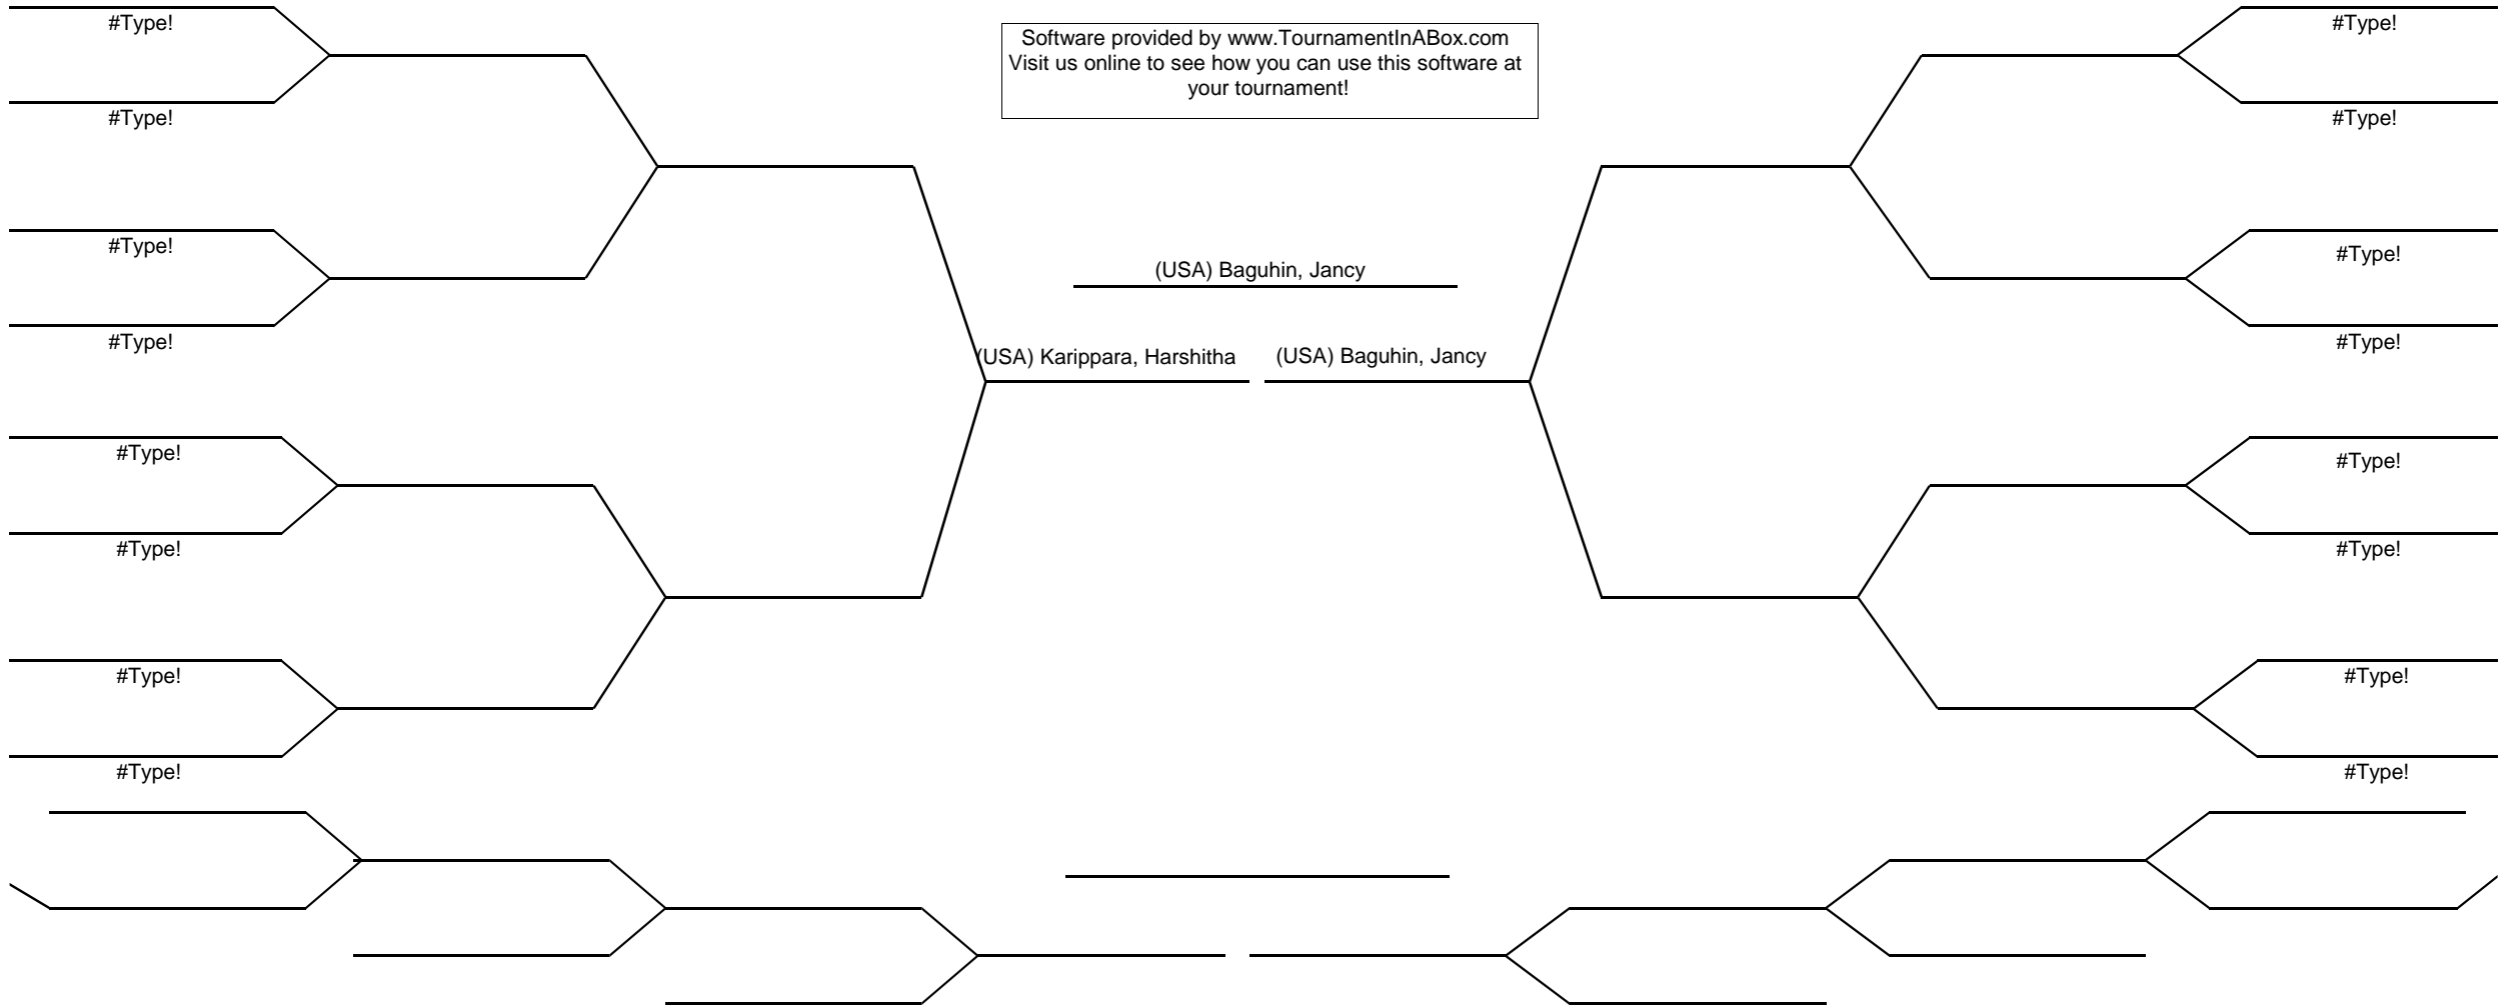 #Type!
#Type!
#Type!
#Type!
#Type!
#Type!
#Type!
#Type!
Software provided by www.TournamentInABox.com
Visit us online to see how you can use this software at
your tournament!
(USA) Baguhin, Jancy
(USA) Karippara, Harshitha
(USA) Baguhin, Jancy
#Type!
#Type!
#Type!
#Type!
#Type!
#Type!
#Type!
#Type!